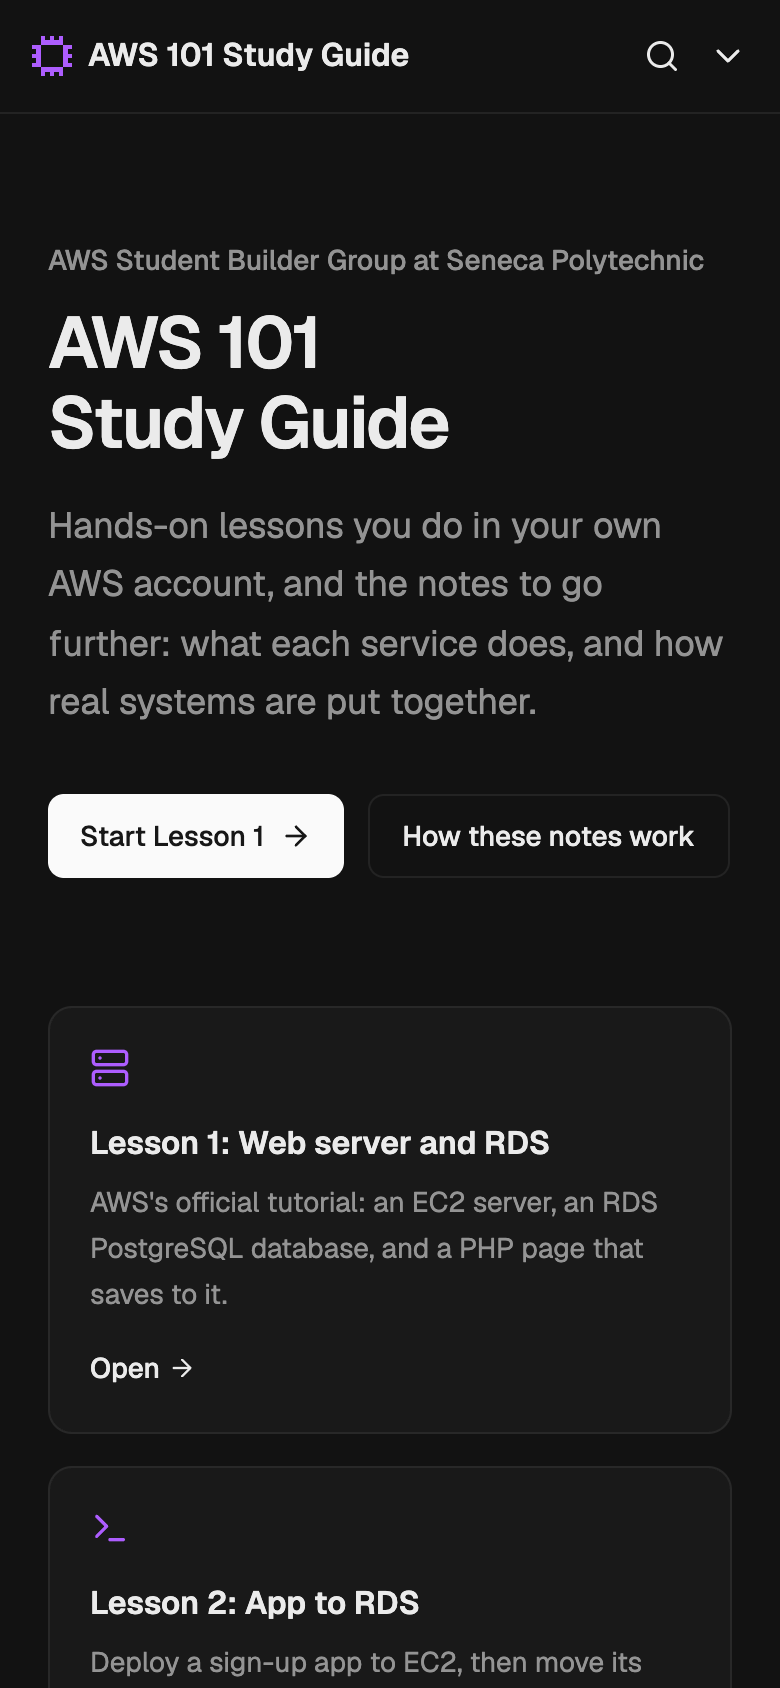 AWS 101 Study Guide
AWS Student Builder Group at Seneca Polytechnic
AWS 101
Study Guide
Hands-on lessons you do in your own
AWS account, and the notes to go
further: what each service does, and how
real systems are put together.
Start Lesson 1 →
How these notes work
Lesson 1: Web server and RDS
AWS's official tutorial: an EC2 server, an RDS
PostgreSQL database, and a PHP page that
saves to it.
Open →
Lesson 2: App to RDS
Deploy a sign-up app to EC2, then move its